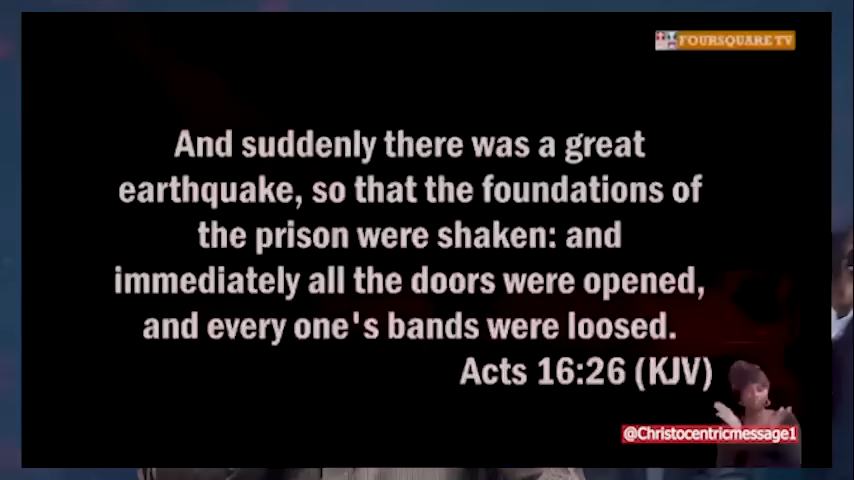 FOURSQUARE TV
And suddenly there was a great
earthquake, so that the foundations of
the prison were shaken: and
immediately all the doors were opened,
and every one's bands were loosed.
Acts 16:26 (KJV)
@Christocentricmessage1